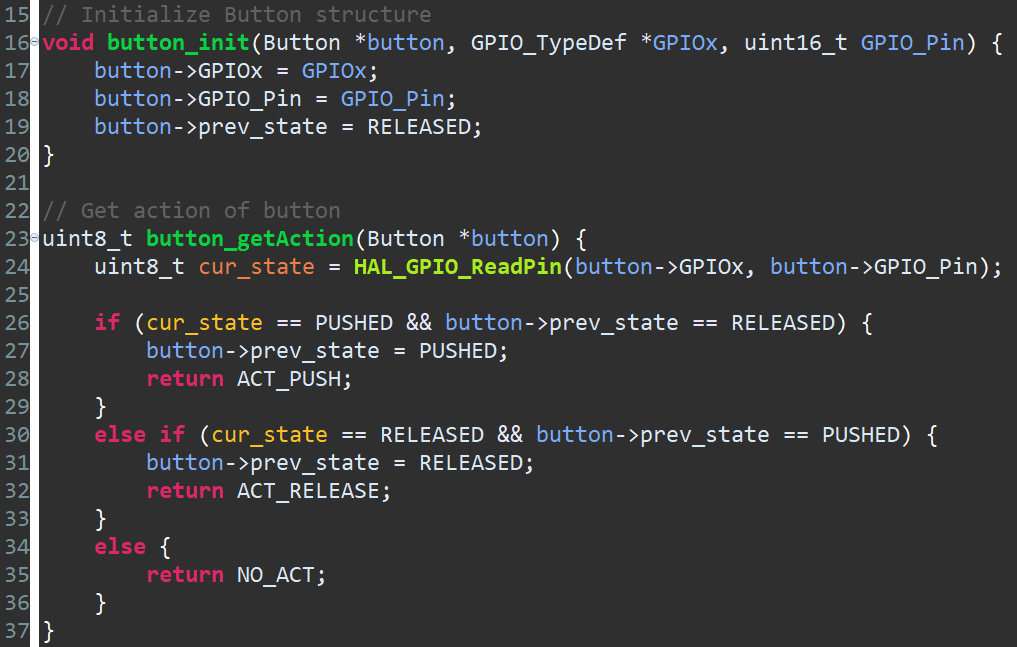 15 // Initialize Button structure
16 void button_init(Button *button, GPIO_TypeDef *GPIOx, uint16_t GPIO_Pin) {
17     button->GPIOx = GPIOx;
18     button->GPIO_Pin = GPIO_Pin;
19     button->prev_state = RELEASED;
20 }
21
22 // Get action of button
23 uint8_t button_getAction(Button *button) {
24     uint8_t cur_state = HAL_GPIO_ReadPin(button->GPIOx, button->GPIO_Pin);
25
26     if (cur_state == PUSHED && button->prev_state == RELEASED) {
27         button->prev_state = PUSHED;
28         return ACT_PUSH;
29     }
30     else if (cur_state == RELEASED && button->prev_state == PUSHED) {
31         button->prev_state = RELEASED;
32         return ACT_RELEASE;
33     }
34     else {
35         return NO_ACT;
36     }
37 }